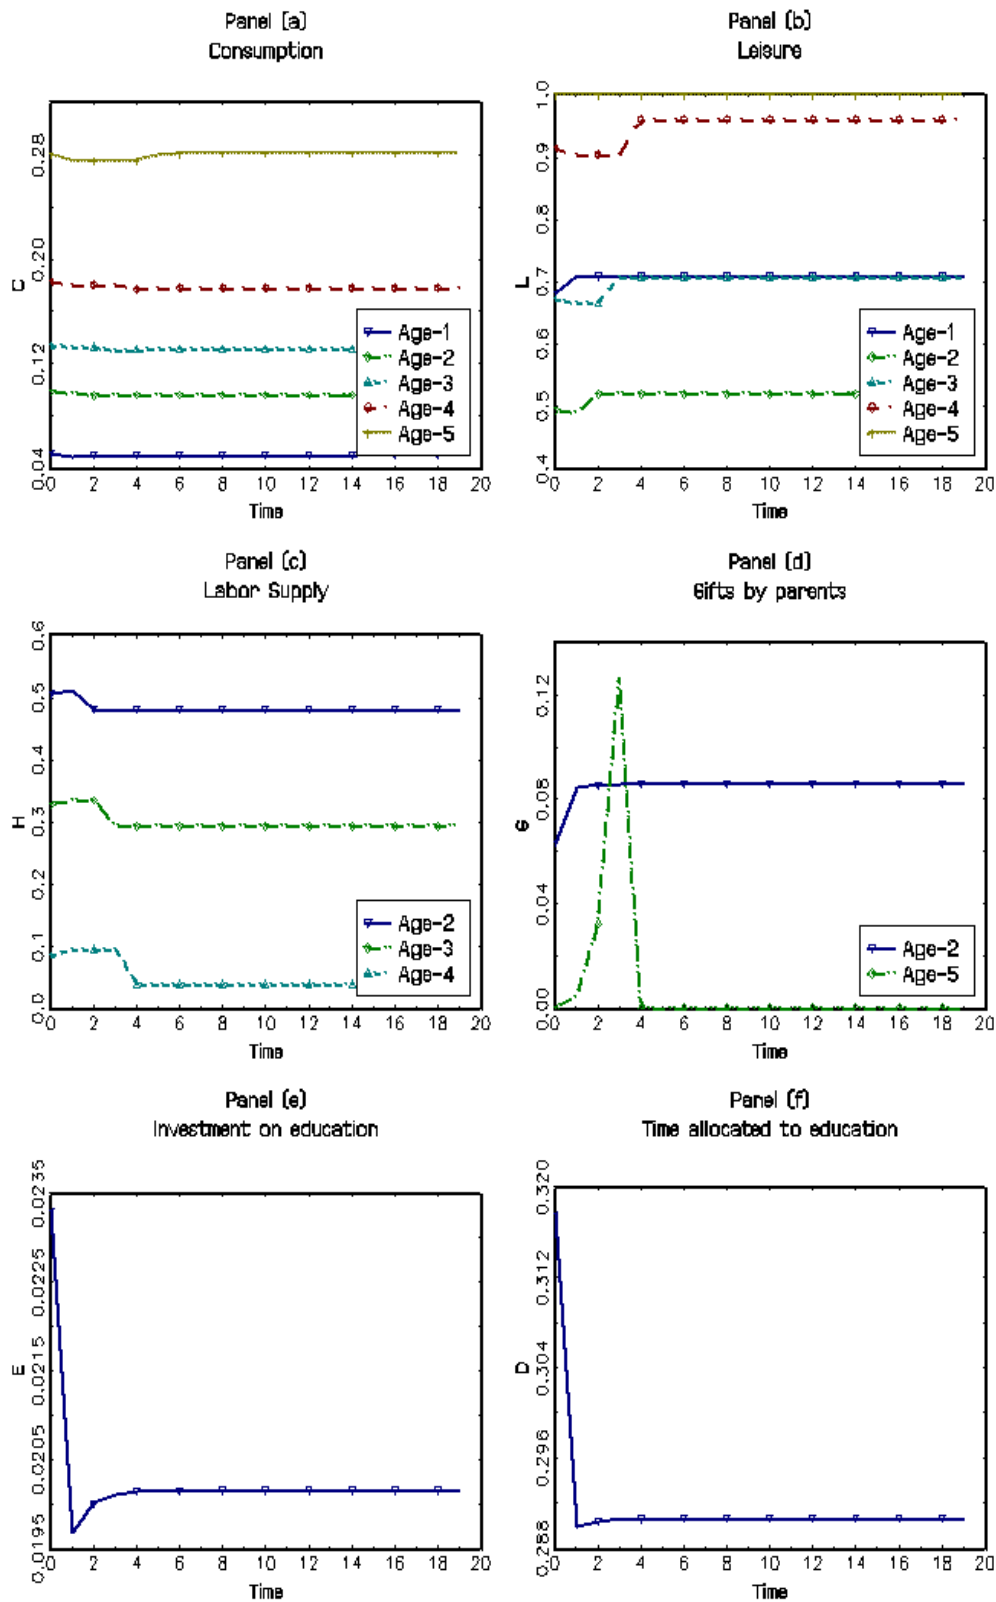 Panel (a)
Consumption
C
0.04 0.12 0.20 0.28
0 2 4 6 8 10 12 14 16 18 20
Time
Age-1
Age-2
Age-3
Age-4
Age-5
Panel (b)
Leisure
L
0.4 0.5 0.6 0.7 0.8 0.9 1.0
0 2 4 6 8 10 12 14 16 18 20
Time
Age-1
Age-2
Age-3
Age-4
Age-5
Panel (c)
Labor Supply
H
0.0 0.1 0.2 0.3 0.4 0.5 0.6
0 2 4 6 8 10 12 14 16 18 20
Time
Age-2
Age-3
Age-4
Panel (d)
Gifts by parents
G
0.00 0.04 0.08 0.12
0 2 4 6 8 10 12 14 16 18 20
Time
Age-2
Age-5
Panel (e)
Investment on education
E
0.0195 0.0205 0.0215 0.0225 0.0235
0 2 4 6 8 10 12 14 16 18 20
Time
Panel (f)
Time allocated to education
D
0.288 0.296 0.304 0.312 0.320
0 2 4 6 8 10 12 14 16 18 20
Time